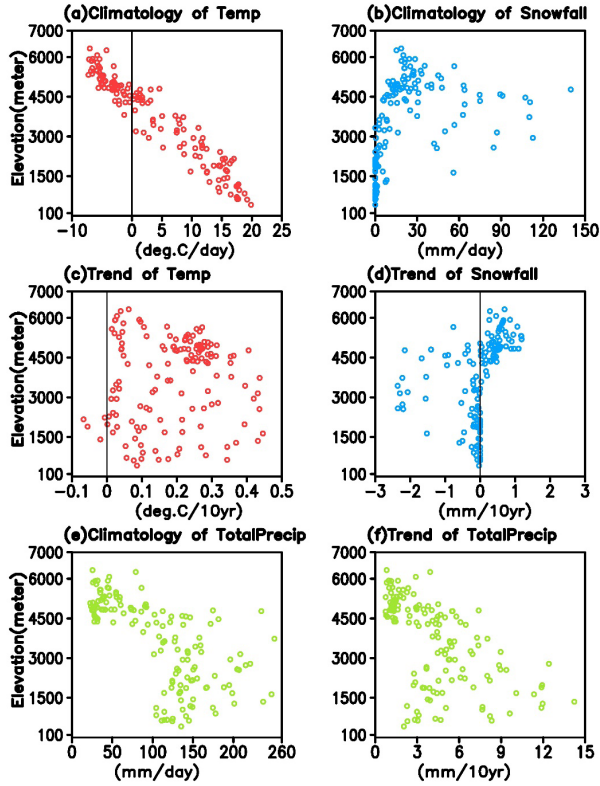 (a)Climatology of Temp
(b)Climatology of Snowfall
Elevation(meter)
7000
6000
4500
3000
1500
100
-10 0 5 10 15 20 25
(deg.C/day)
7000
6000
4500
3000
1500
100
0 30 60 90 120 150
(mm/day)
(c)Trend of Temp
(d)Trend of Snowfall
Elevation(meter)
7000
6000
4500
3000
1500
100
-0.1 0 0.1 0.2 0.3 0.4 0.5
(deg.C/10yr)
7000
6000
4500
3000
1500
100
-3 -2 -1 0 1 2 3
(mm/10yr)
(e)Climatology of TotalPrecip
(f)Trend of TotalPrecip
Elevation(meter)
7000
6000
4500
3000
1500
100
0 50 100 150 200 260
(mm/day)
7000
6000
4500
3000
1500
100
0 3 6 9 12 15
(mm/10yr)